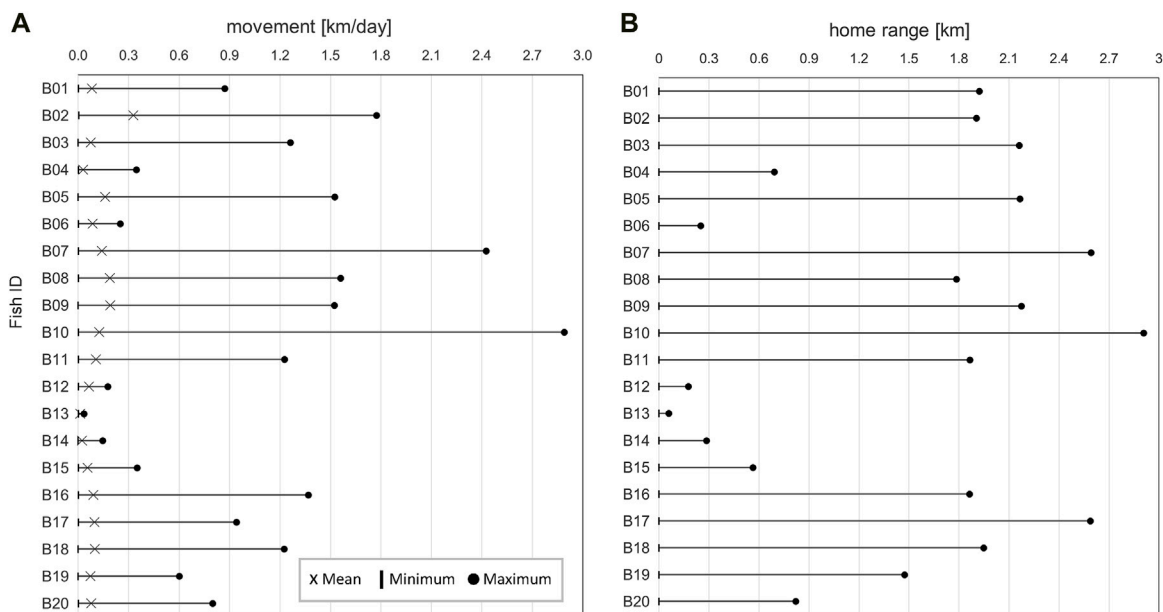 A
movement [km/day]
0.0 0.3 0.6 0.9 1.2 1.5 1.8 2.1 2.4 2.7 3.0
Fish ID
B01
B02
B03
B04
B05
B06
B07
B08
B09
B10
B11
B12
B13
B14
B15
B16
B17
B18
B19
B20
x Mean Minimum Maximum
B
home range [km]
0 0.3 0.6 0.9 1.2 1.5 1.8 2.1 2.4 2.7 3
B01
B02
B03
B04
B05
B06
B07
B08
B09
B10
B11
B12
B13
B14
B15
B16
B17
B18
B19
B20